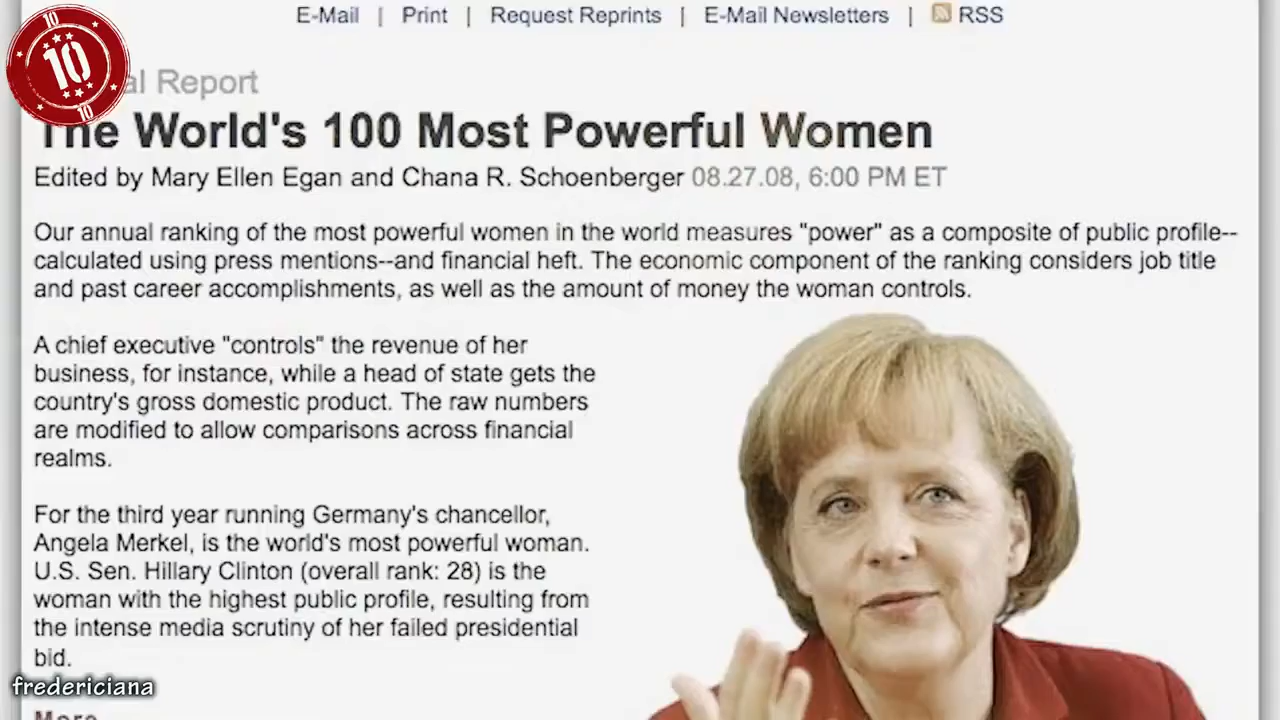 E-Mail | Print | Request Reprints | E-Mail Newsletters | RSS
10
10
10
al Report
The World's 100 Most Powerful Women
Edited by Mary Ellen Egan and Chana R. Schoenberger 08.27.08, 6:00 PM ET
Our annual ranking of the most powerful women in the world measures "power" as a composite of public profile--
calculated using press mentions--and financial heft. The economic component of the ranking considers job title
and past career accomplishments, as well as the amount of money the woman controls.
A chief executive "controls" the revenue of her
business, for instance, while a head of state gets the
country's gross domestic product. The raw numbers
are modified to allow comparisons across financial
realms.
For the third year running Germany's chancellor,
Angela Merkel, is the world's most powerful woman.
U.S. Sen. Hillary Clinton (overall rank: 28) is the
woman with the highest public profile, resulting from
the intense media scrutiny of her failed presidential
bid.
fredericiana
More